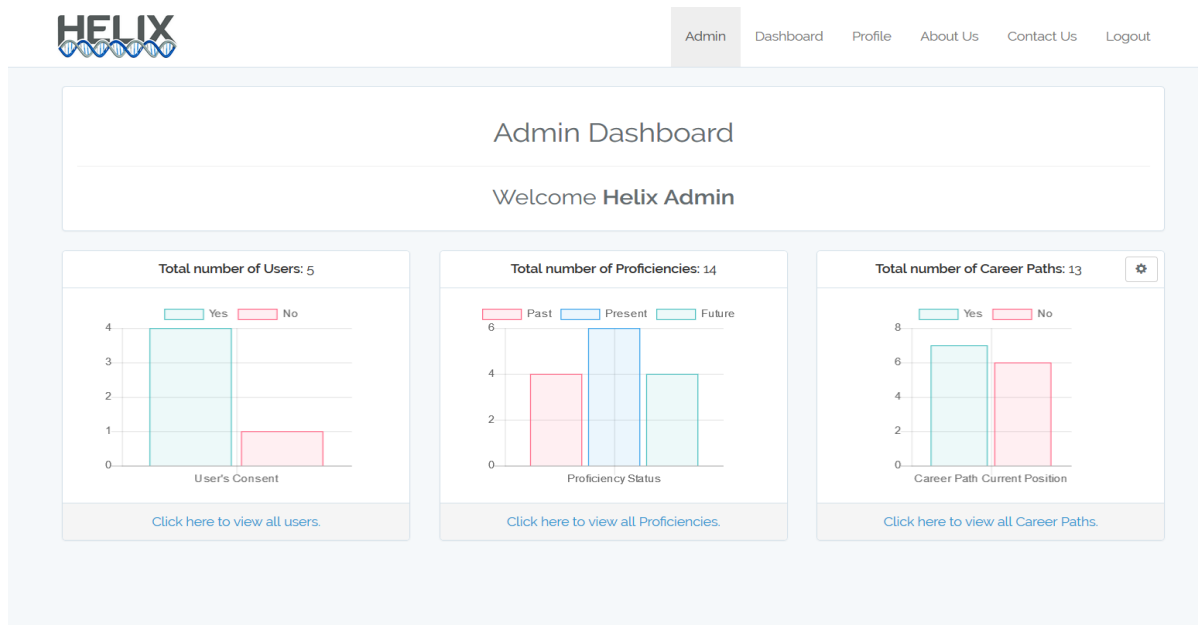 HELIX
Admin Dashboard Profile About Us Contact Us Logout
Admin Dashboard
Welcome Helix Admin
Total number of Users: 5
Yes No
4
3
2
1
0
User's Consent
Click here to view all users.
Total number of Proficiencies: 14
Past Present Future
6
4
2
0
Proficiency Status
Click here to view all Proficiencies.
Total number of Career Paths: 13
Yes No
8
6
4
2
0
Career Path Current Position
Click here to view all Career Paths.